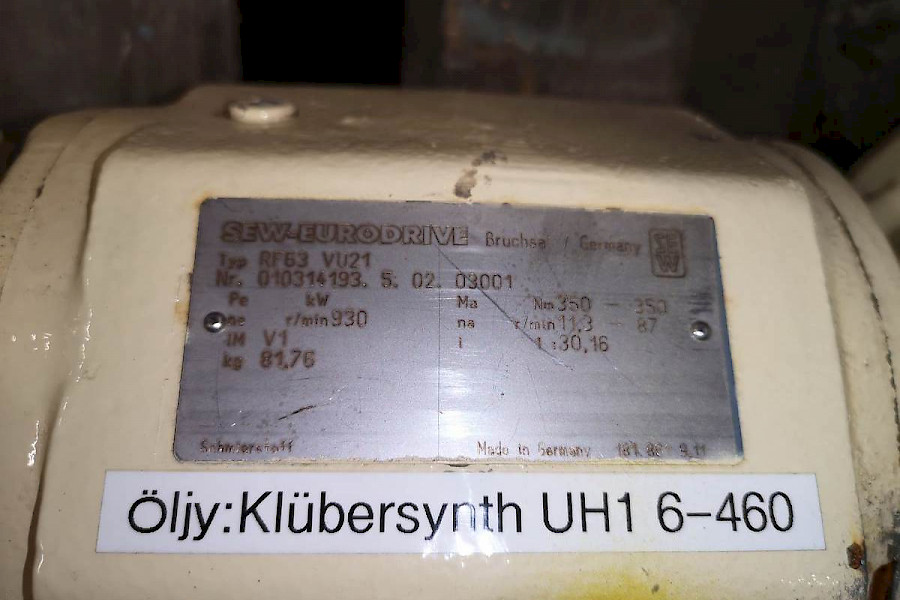 SEW-EURODRIVE Bruchsal / Germany SEW
Typ RF63 VU21
Nr. 010314193. 5. 02. 09001
Pe kW Ma Nm 350 - 350
ne r/min 930 na r/min 11,3 - 87
IM V1 i 1 :30,16
kg 81,76
Schmierstoff Made in Germany
Öljy:Klübersynth UH1 6-460